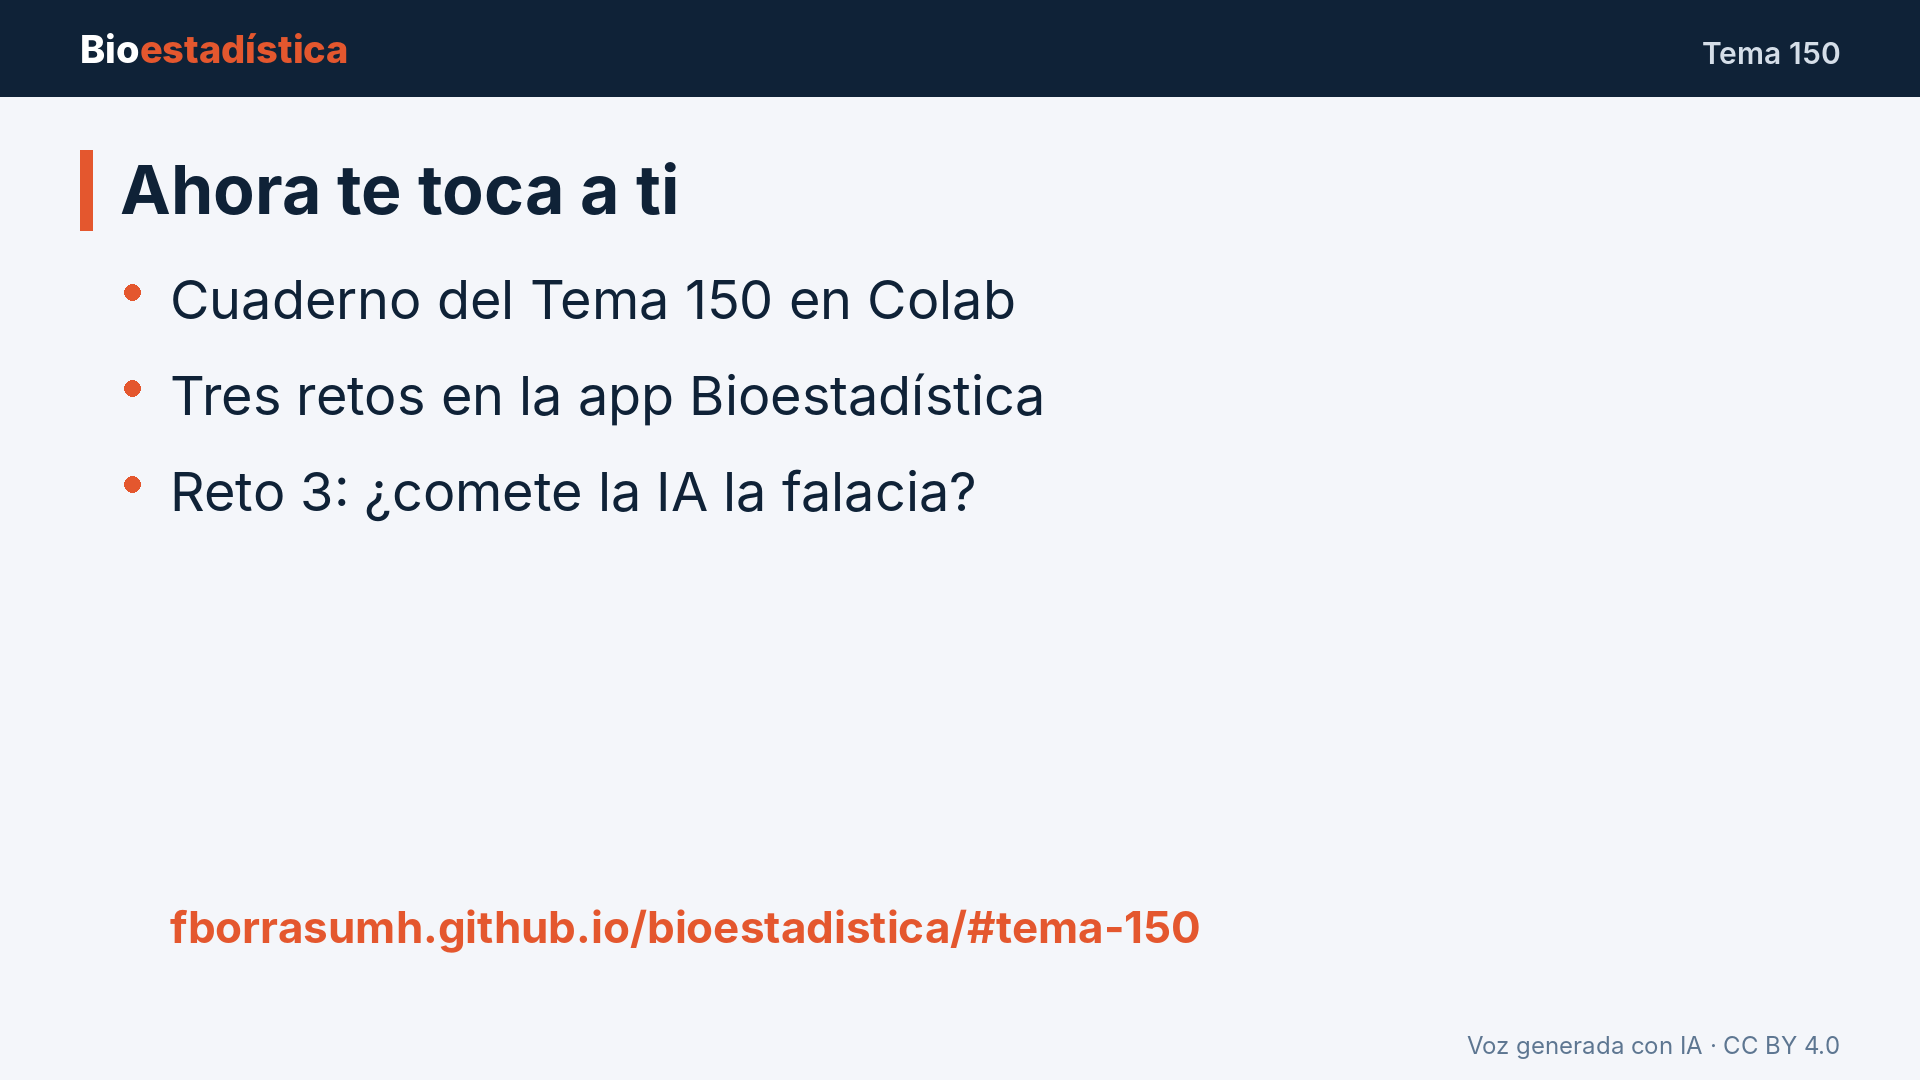 Bioestadística
Tema 150
Ahora te toca a ti
• Cuaderno del Tema 150 en Colab
• Tres retos en la app Bioestadística
• Reto 3: ¿comete la IA la falacia?
fborrasumh.github.io/bioestadistica/#tema-150
Voz generada con IA · CC BY 4.0